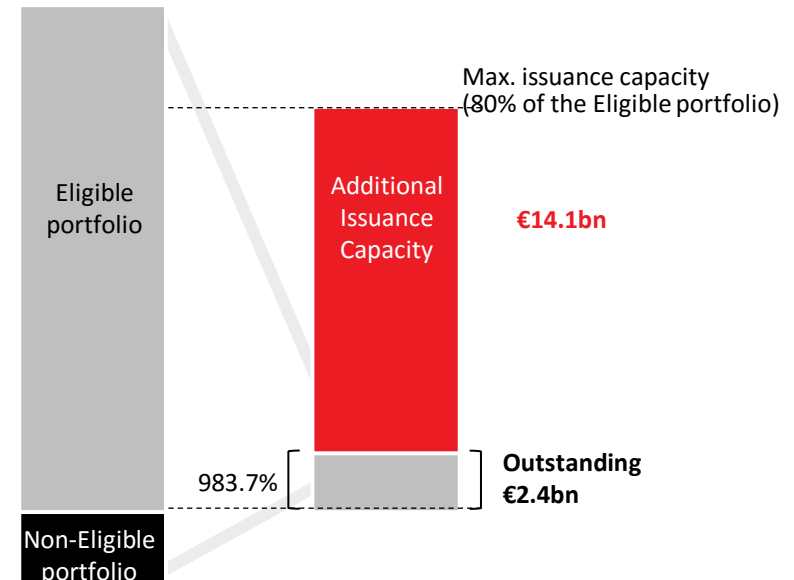 Max. issuance capacity
(80% of the Eligible portfolio)
Eligible
portfolio
Additional
Issuance
Capacity
€14.1bn
983.7%
Outstanding
€2.4bn
Non-Eligible
portfolio